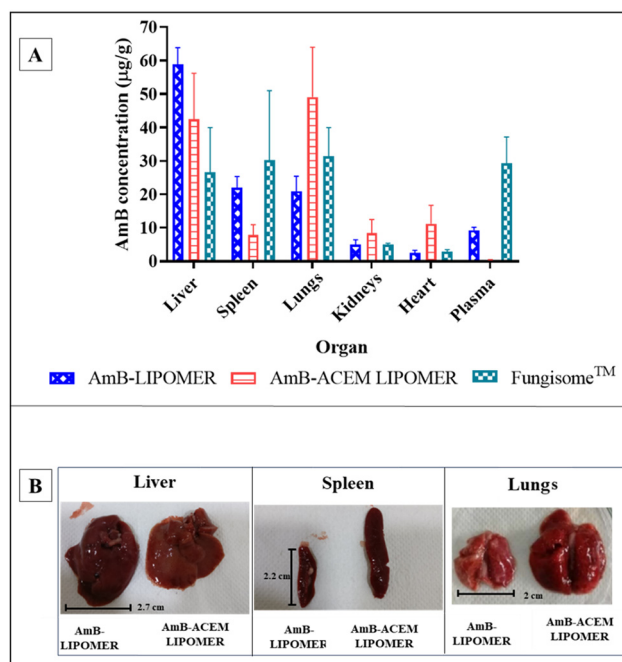 A
AmB concentration (µg/g)
70
60
50
40
30
20
10
0
Liver Spleen Lungs Kidneys Heart Plasma
Organ
AmB-LIPOMER AmB-ACEM LIPOMER Fungisome™
B
Liver Spleen Lungs
2.7 cm 2.2 cm 2 cm
AmB- AmB-ACEM AmB- AmB-ACEM AmB- AmB-ACEM
LIPOMER LIPOMER LIPOMER LIPOMER LIPOMER LIPOMER